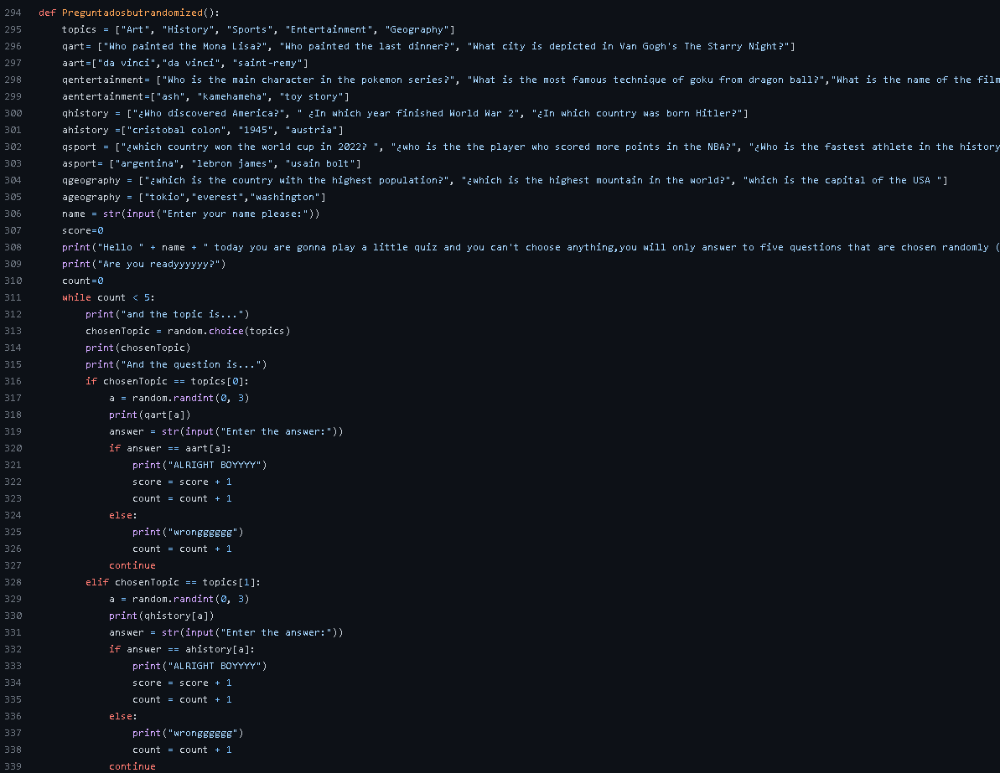 294 def Preguntadosbutrandomized():
295     topics = ["Art", "History", "Sports", "Entertainment", "Geography"]
296     qart= ["Who painted the Mona Lisa?", "Who painted the last dinner?", "What city is depicted in Van Gogh's The Starry Night?"]
297     aart=["da vinci","da vinci", "saint-remy"]
298     qentertainment= ["Who is the main character in the pokemon series?", "What is the most famous technique of goku from dragon ball?","What is the name of the film
299     aentertainment=["ash", "kamehameha", "toy story"]
300     qhistory = ["¿Who discovered America?", " ¿In which year finished World War 2", "¿In which country was born Hitler?"]
301     ahistory =["cristobal colon", "1945", "austria"]
302     qsport = ["¿which country won the world cup in 2022? ", "¿who is the the player who scored more points in the NBA?", "¿Who is the fastest athlete in the history
303     asport= ["argentina", "lebron james", "usain bolt"]
304     qgeography = ["¿which is the country with the highest population?", "¿which is the highest mountain in the world?", "which is the capital of the USA "]
305     ageography = ["tokio","everest","washington"]
306     name = str(input("Enter your name please:"))
307     score=0
308     print("Hello " + name + " today you are gonna play a little quiz and you can't choose anything,you will only answer to five questions that are chosen randomly (
309     print("Are you readyyyyyy?")
310     count=0
311     while count < 5:
312         print("and the topic is...")
313         chosenTopic = random.choice(topics)
314         print(chosenTopic)
315         print("And the question is...")
316         if chosenTopic == topics[0]:
317             a = random.randint(0, 3)
318             print(qart[a])
319             answer = str(input("Enter the answer:"))
320             if answer == aart[a]:
321                 print("ALRIGHT BOYYYY")
322                 score = score + 1
323                 count = count + 1
324             else:
325                 print("wrongggggg")
326                 count = count + 1
327             continue
328         elif chosenTopic == topics[1]:
329             a = random.randint(0, 3)
330             print(qhistory[a])
331             answer = str(input("Enter the answer:"))
332             if answer == ahistory[a]:
333                 print("ALRIGHT BOYYYY")
334                 score = score + 1
335                 count = count + 1
336             else:
337                 print("wrongggggg")
338                 count = count + 1
339             continue